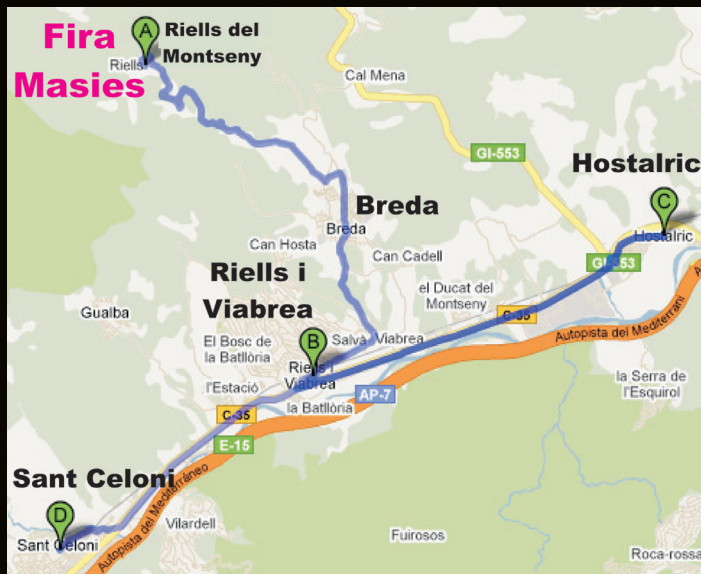 Fira
Masies
A
Riells del
Montseny
Riells
Cal Mena
GI-553
Hostalric
C
Hostalric
GI-553
Breda
Breda
Can Hosta
Can Cadell
Riells i
Viabrea
el Ducat del
Montseny
Gualba
C-35
Autopista del Mediterrani
A
El Bosc de
la Batllòria
Salvà
Viabrea
B
Riells i
Viabrea
l'Estació
la Batllòria
AP-7
la Serra de
l'Esquirol
C-35
E-15
Sant Celoni
D
Sant Celoni
Autopista del Mediterráneo
Vilardell
Fuirosos
Roca-rossa